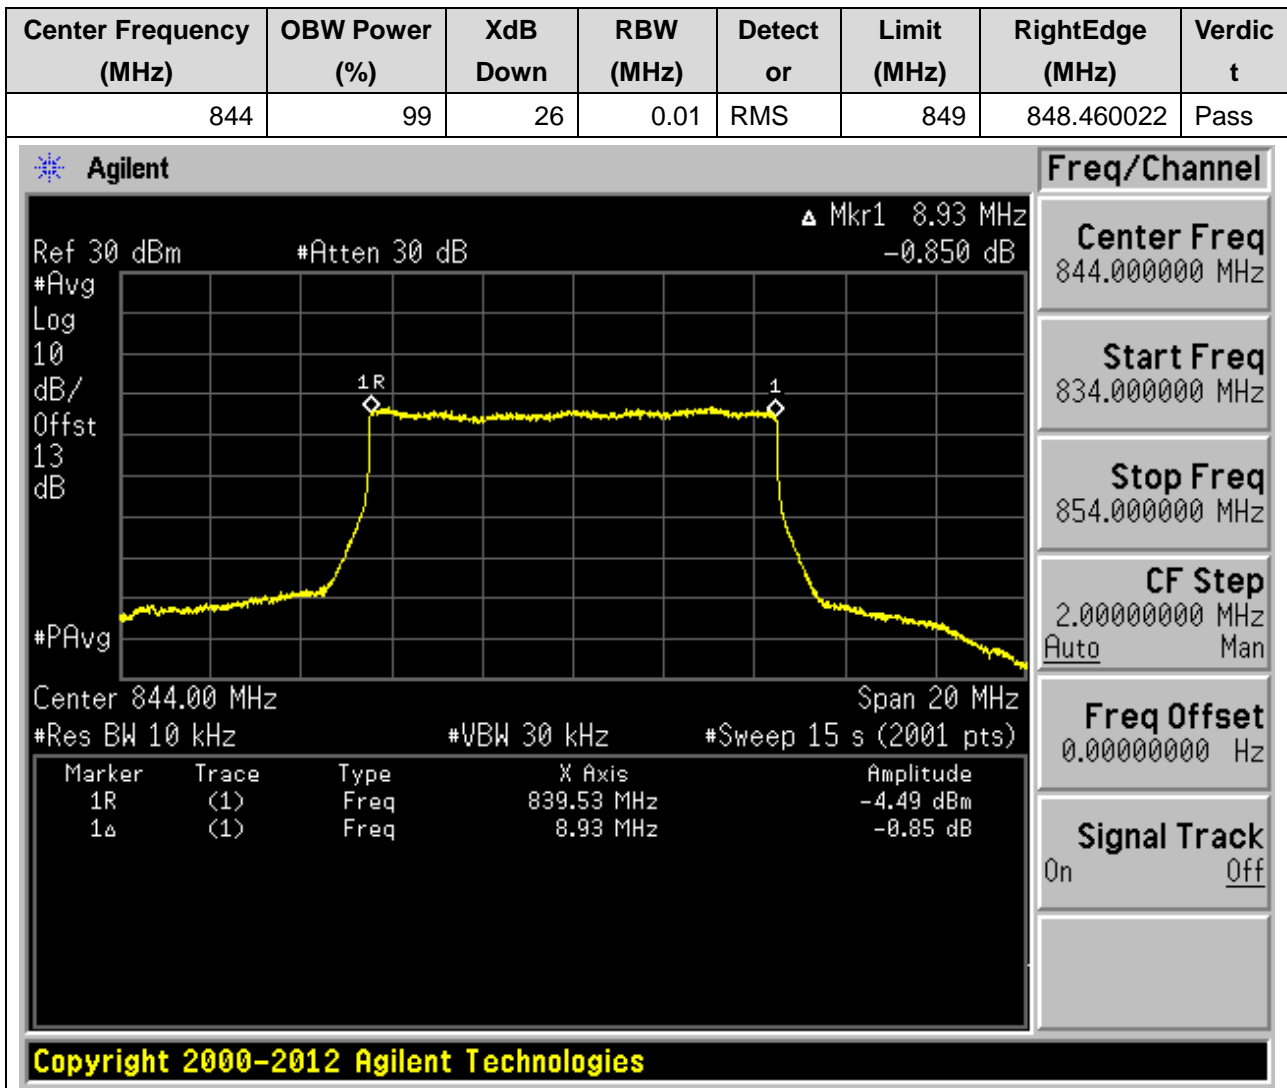 Center Frequency (MHz) OBW Power (%) XdB Down RBW (MHz) Detect or Limit (MHz) RightEdge (MHz) Verdic t
844 99 26 0.01 RMS 849 848.460022 Pass
Agilent
Δ Mkr1 8.93 MHz
Ref 30 dBm #Atten 30 dB -0.850 dB
#Avg
Log
10
dB/
Offst
13
dB
1R
1
#PAvg
Center 844.00 MHz Span 20 MHz
#Res BW 10 kHz #VBW 30 kHz #Sweep 15 s (2001 pts)
Marker Trace Type X Axis Amplitude
1R (1) Freq 839.53 MHz -4.49 dBm
1Δ (1) Freq 8.93 MHz -0.85 dB
Freq/Channel
Center Freq
844.000000 MHz
Start Freq
834.000000 MHz
Stop Freq
854.000000 MHz
CF Step
2.00000000 MHz
Auto Man
Freq Offset
0.00000000 Hz
Signal Track
On Off
Copyright 2000-2012 Agilent Technologies